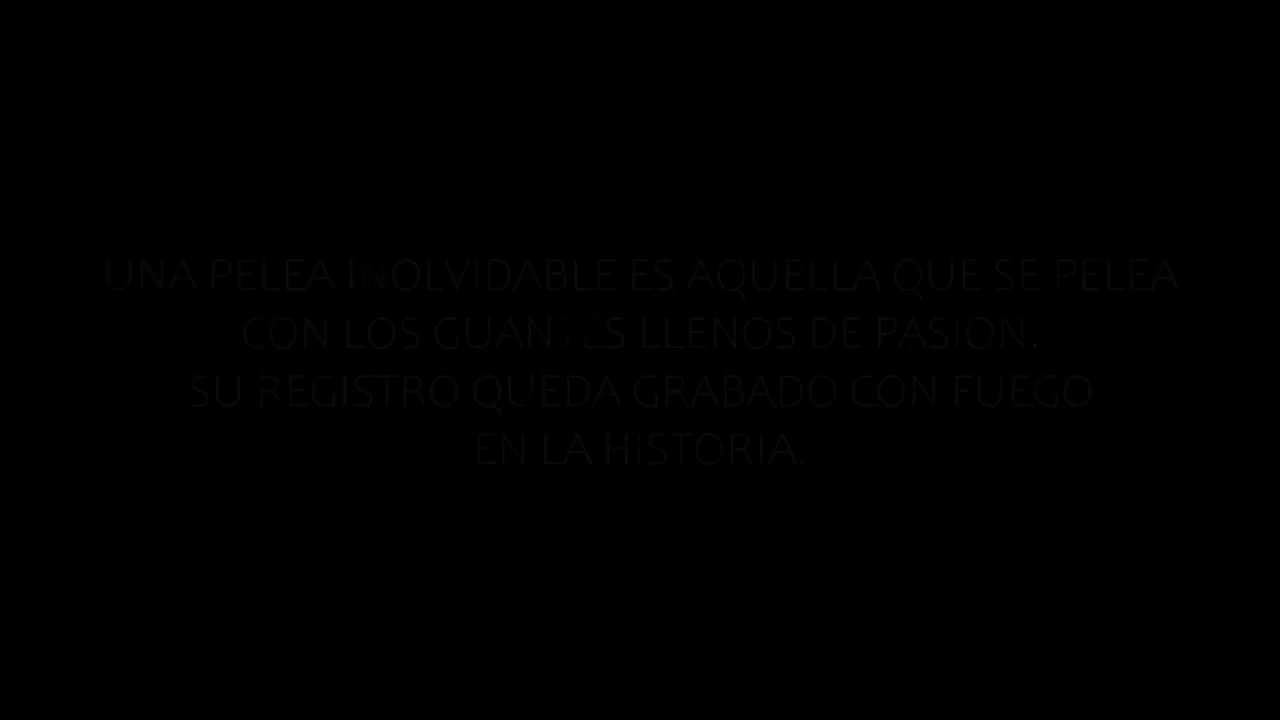 UNA PELEA INOLVIDABLE ES AQUELLA QUE SE PELEA
CON LOS GUANTES LLENOS DE PASION.
SU REGISTRO QUEDA GRABADO CON FUEGO
EN LA HISTORIA.